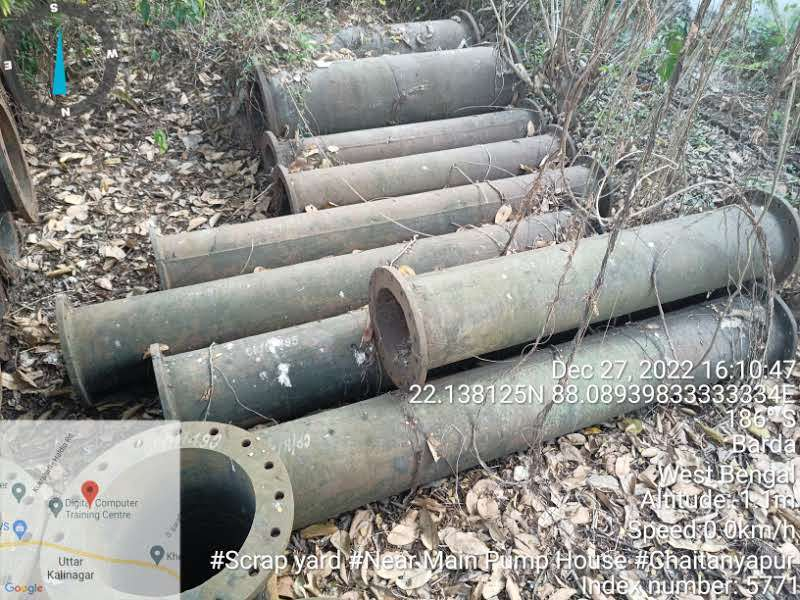 S
E
W
N
Dec 27, 2022 16:10:47
22.138125N 88.08939833333334E
186° S
Barda
West Bengal
Altitude:-1.1m
Speed:0.0km/h
#Scrap yard #Near Main Pump House #Chaitanyapur
Index number: 5771
Digital Computer
Training Centre
Uttar
Kalinagar
Google